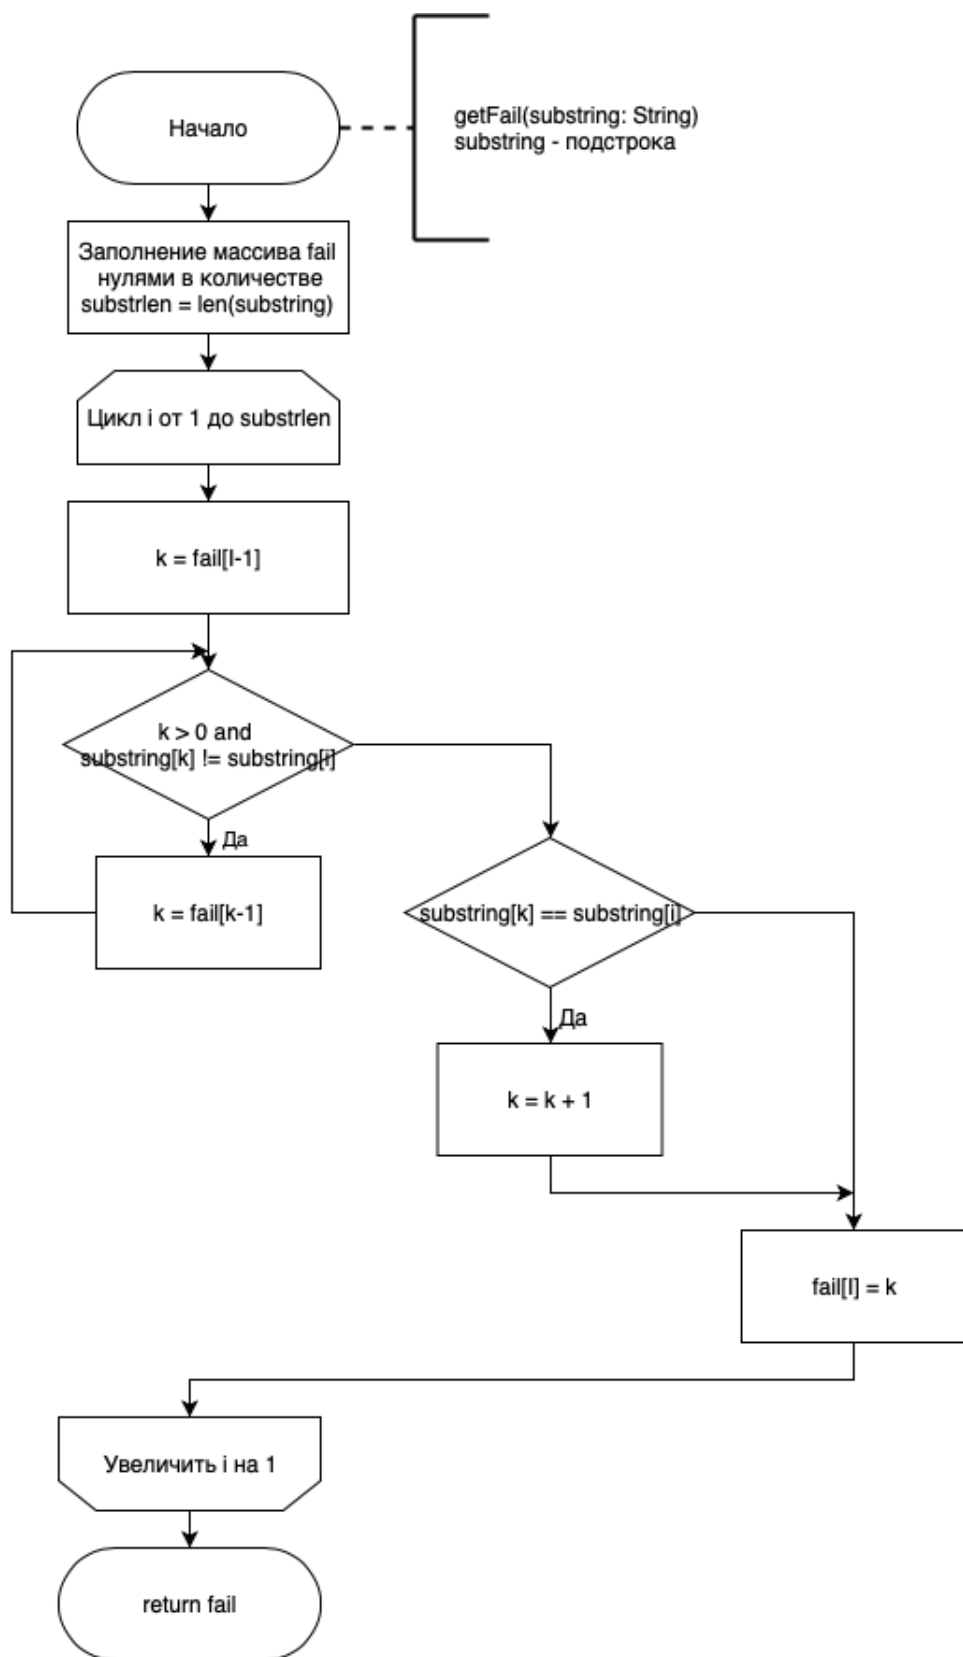 Начало
getFail(substring: String)
substring - подстрока
Заполнение массива fail
нулями в количестве
substrlen = len(substring)
Цикл i от 1 до substrlen
k = fail[I-1]
k > 0 and
substring[k] != substring[i]
Да
k = fail[k-1]
substring[k] == substring[i]
Да
k = k + 1
fail[I] = k
Увеличить i на 1
return fail